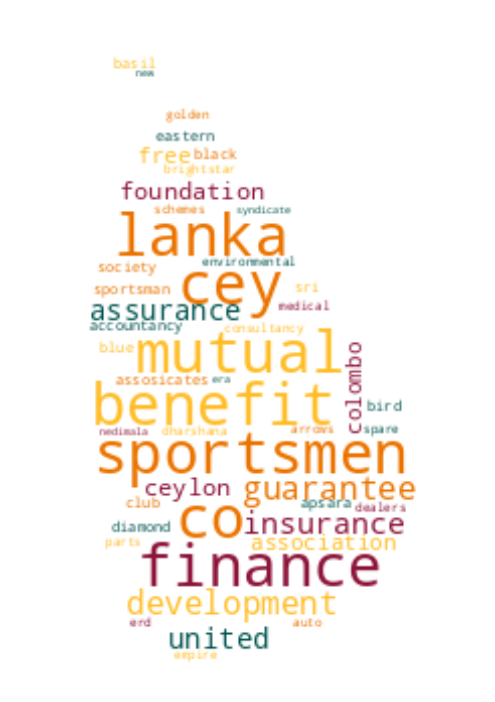 basil
new
golden
eastern
free black
brightstar
foundation
schemes syndicate
lanka
environmental
society
cey
sportsman sri
assurance medical
accountancy consultancy
mutual
blue colombo
assosicates era
benefit bird
nedimala dharshana arrows spare
sportsmen
ceylon guarantee
club apsara dealers
co insurance
diamond
parts association
finance
development
erd auto
united
empire